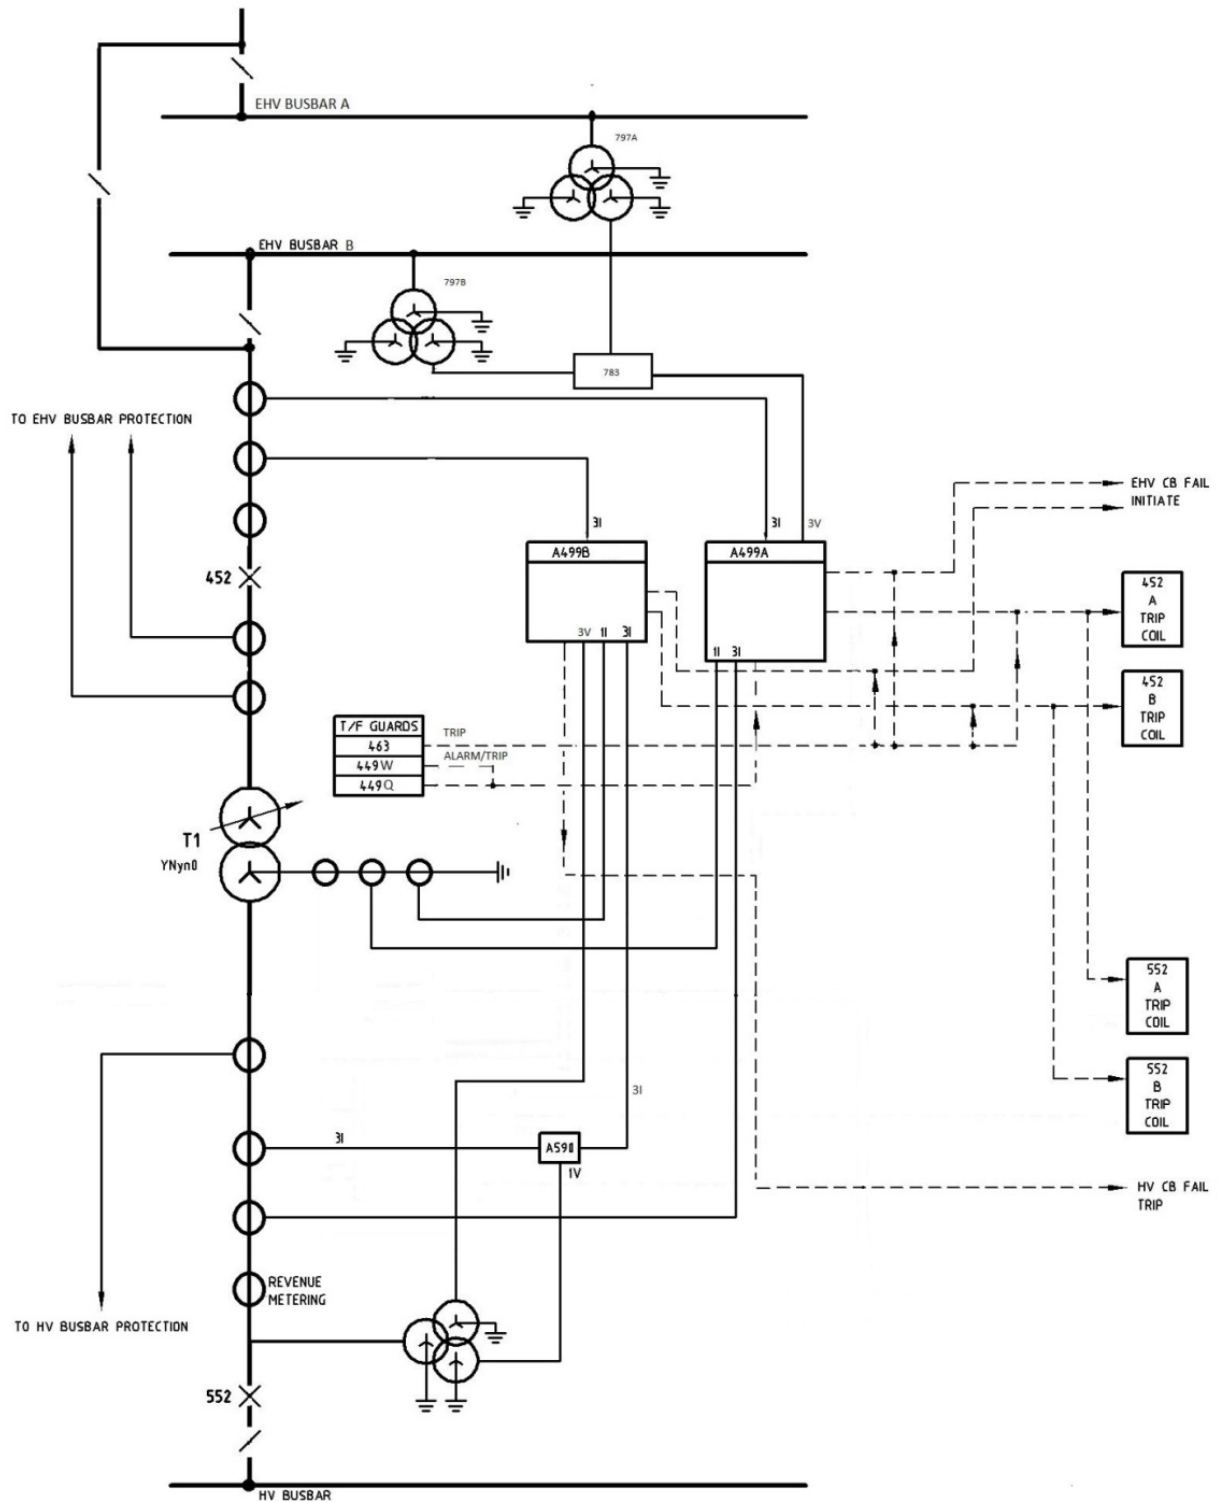 EHV BUSBAR A
797A
EHV BUSBAR B
797B
783
TO EHV BUSBAR PROTECTION
EHV CB FAIL
INITIATE
3I
3I
3V
A499B
A499A
452
452
A
TRIP
COIL
3V
1I
3I
1I
3I
452
B
TRIP
COIL
T/F GUARDS
463
449W
449Q
TRIP
ALARM/TRIP
T1
YNyn0
552
A
TRIP
COIL
552
B
TRIP
COIL
3I
3I
A590
1V
HV CB FAIL
TRIP
REVENUE
METERING
TO HV BUSBAR PROTECTION
552
HV BUSBAR